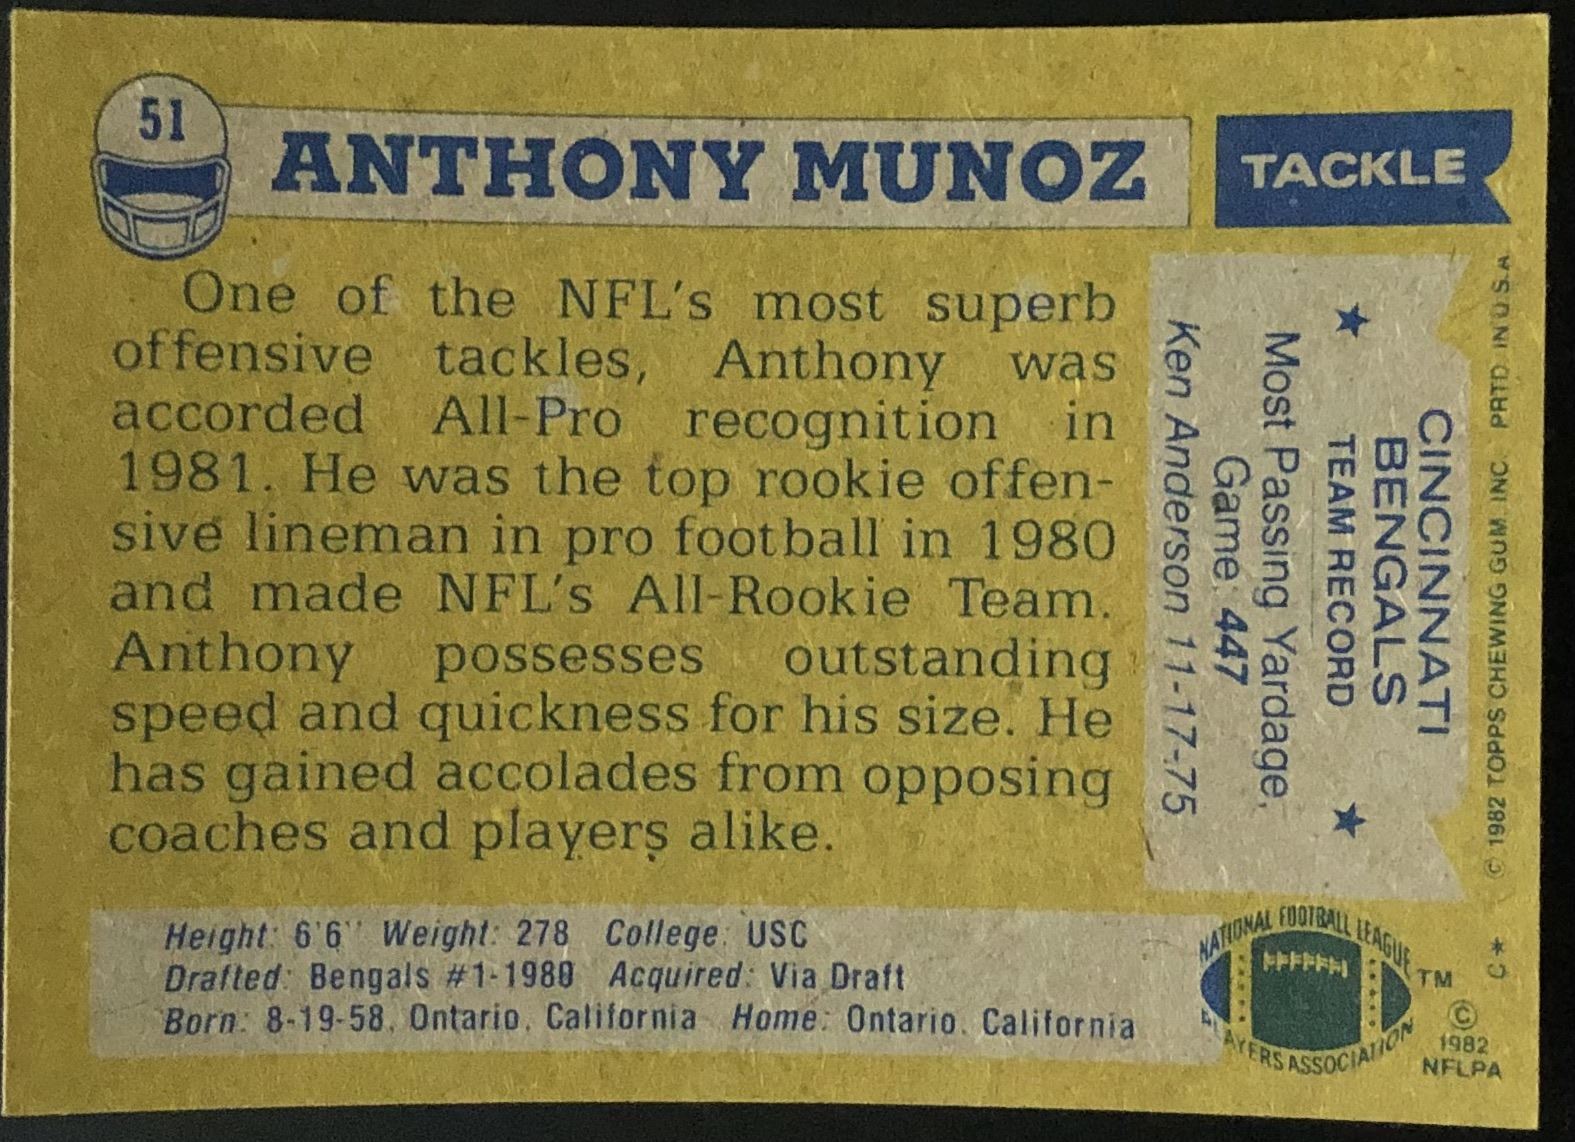 51
ANTHONY MUNOZ
TACKLE
One of the NFL's most superb
offensive tackles, Anthony was
accorded All-Pro recognition in
1981. He was the top rookie offen-
sive lineman in pro football in 1980
and made NFL's All-Rookie Team.
Anthony possesses outstanding
speed and quickness for his size. He
has gained accolades from opposing
coaches and players alike.
CINCINNATI
BENGALS
★ TEAM RECORD ★
Most Passing Yardage,
Game: 447
Ken Anderson 11-17-75
© 1982 TOPPS CHEWING GUM, INC. PRTD. IN U.S.A.
Height: 6'6" Weight: 278 College: USC
Drafted: Bengals #1-1980 Acquired: Via Draft
Born: 8-19-58, Ontario, California Home: Ontario, California
NATIONAL FOOTBALL LEAGUE
PLAYERS ASSOCIATION
TM
C*
©
1982
NFLPA